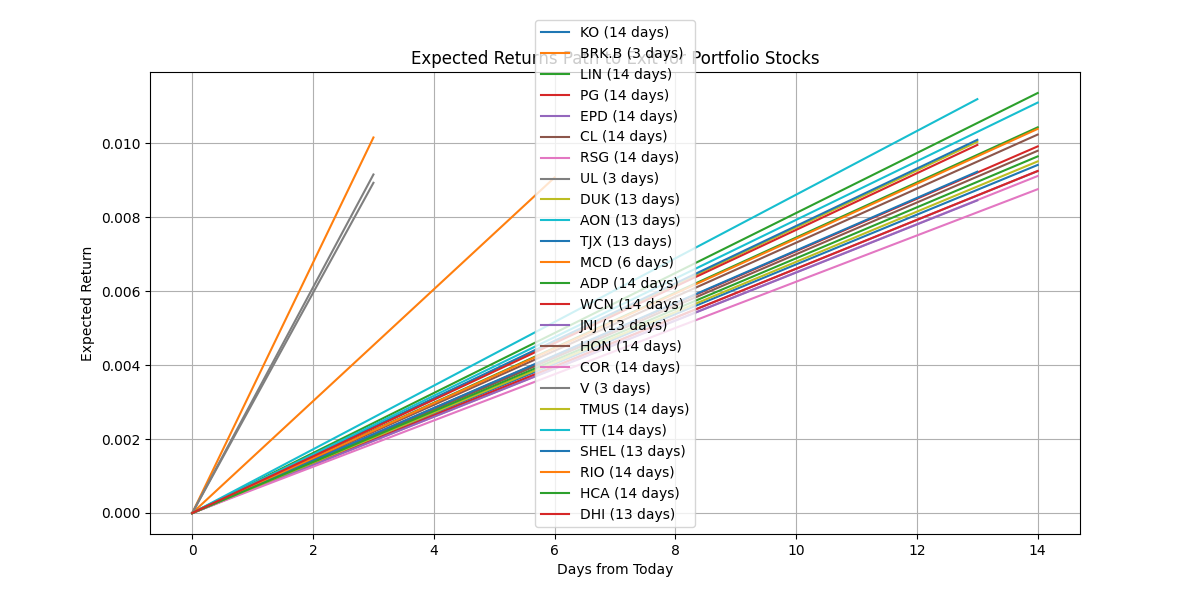 Expected Returns Path to Exit for Portfolio Stocks
KO (14 days)
BRK.B (3 days)
LIN (14 days)
PG (14 days)
EPD (14 days)
CL (14 days)
RSG (14 days)
UL (3 days)
DUK (13 days)
AON (13 days)
TJX (13 days)
MCD (6 days)
ADP (14 days)
WCN (14 days)
JNJ (13 days)
HON (14 days)
COR (14 days)
V (3 days)
TMUS (14 days)
TT (14 days)
SHEL (13 days)
RIO (14 days)
HCA (14 days)
DHI (13 days)
Expected Return
0.010
0.008
0.006
0.004
0.002
0.000
0 2 4 6 8 10 12 14
Days from Today